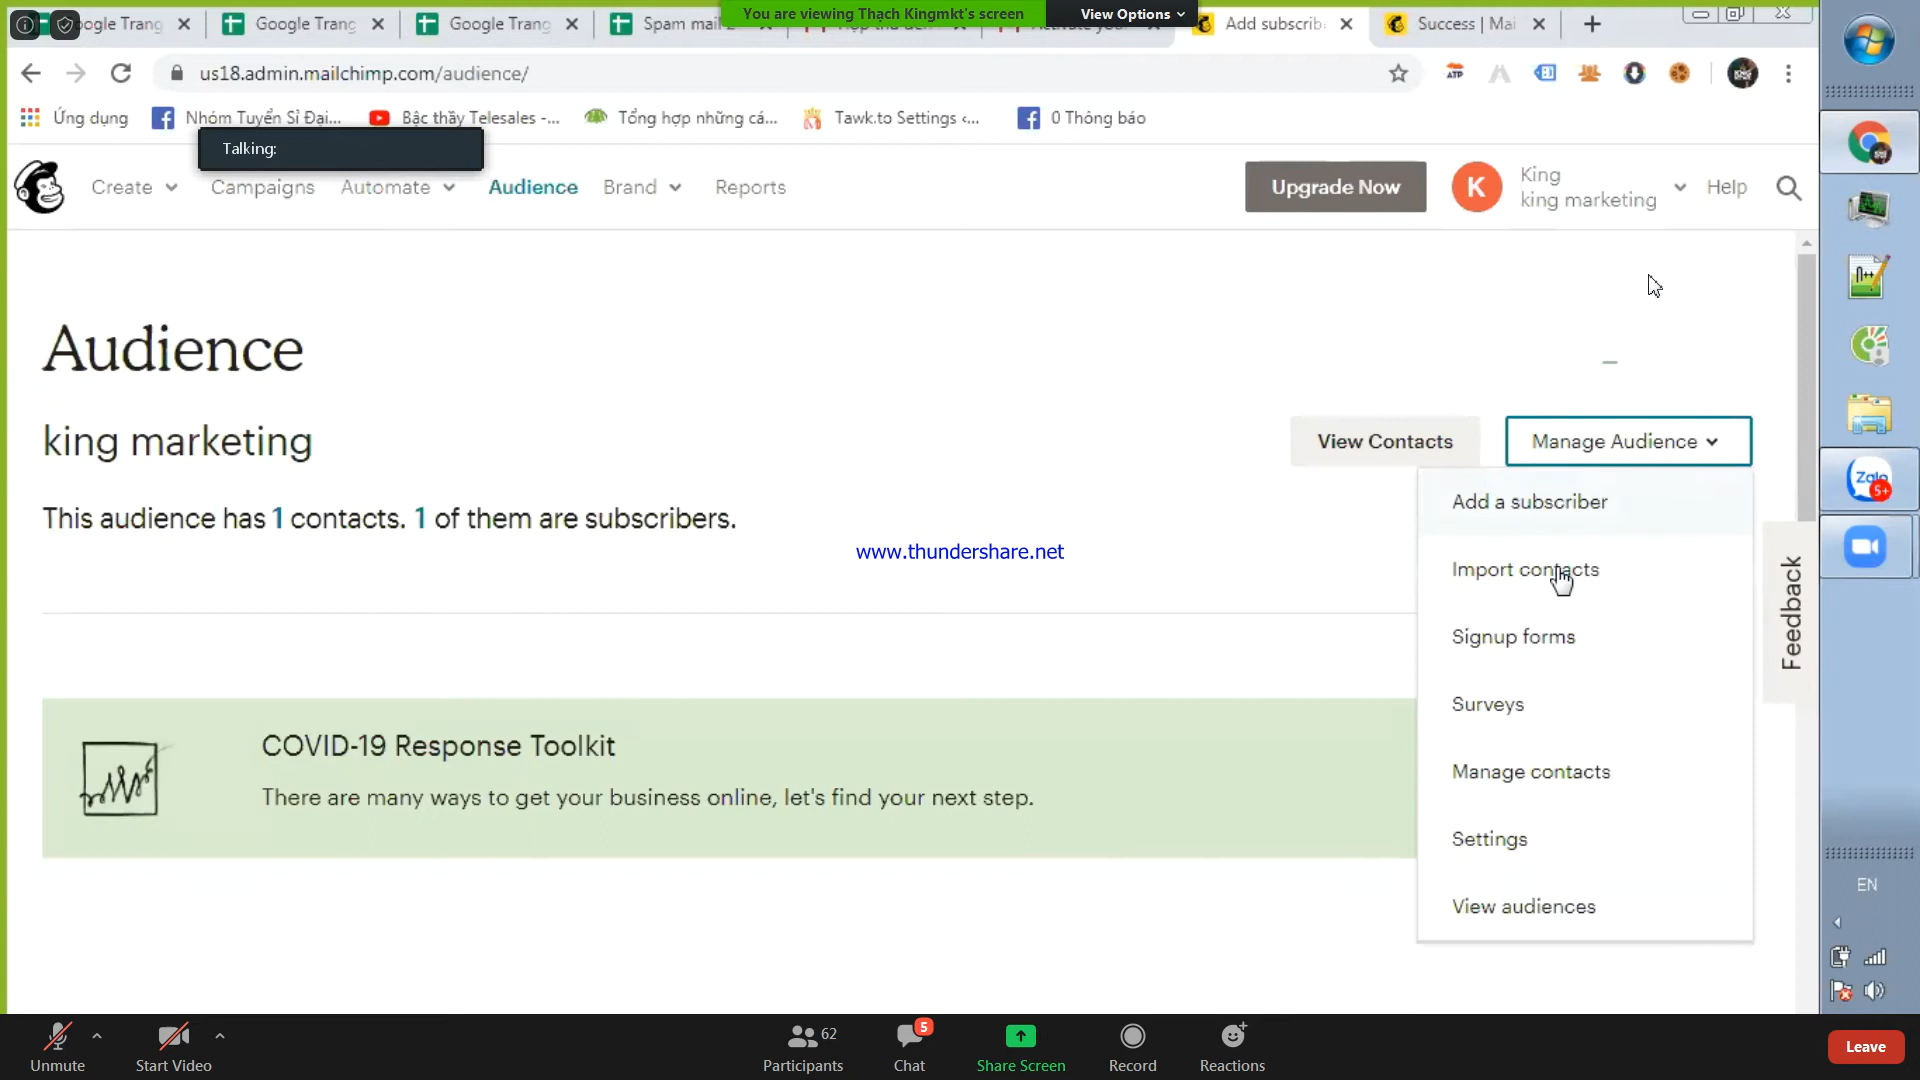 Google Trang
Google Trang
Spam mail 2
You are viewing Thạch Kingmkt's screen
View Options
Add subscrib
Success | Mai
us18.admin.mailchimp.com/audience/
ATP
Ứng dụng
Nhóm Tuyển Sỉ Đại...
Bậc thầy Telesales -...
Tổng hợp những cá...
Tawk.to Settings ‹...
0 Thông báo
Talking:
Create
Campaigns
Automate
Audience
Brand
Reports
Upgrade Now
K
King
king marketing
Help
Audience
king marketing
View Contacts
Manage Audience
This audience has 1 contacts. 1 of them are subscribers.
Add a subscriber
www.thundershare.net
Import contacts
Signup forms
Surveys
Manage contacts
Settings
View audiences
Feedback
COVID-19 Response Toolkit
There are many ways to get your business online, let's find your next step.
Zalo
5+
EN
Unmute
Start Video
62
Participants
5
Chat
Share Screen
Record
Reactions
Leave